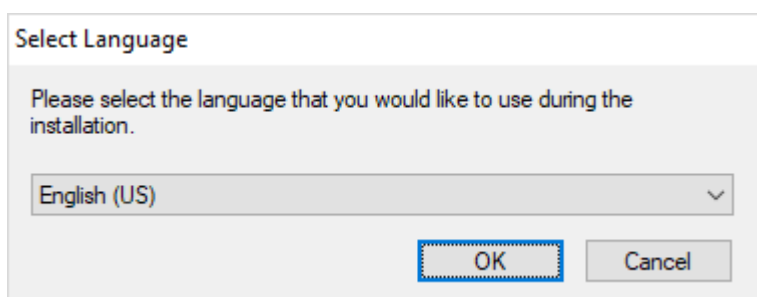 Select Language
Please select the language that you would like to use during the
installation.
English (US)
OK Cancel